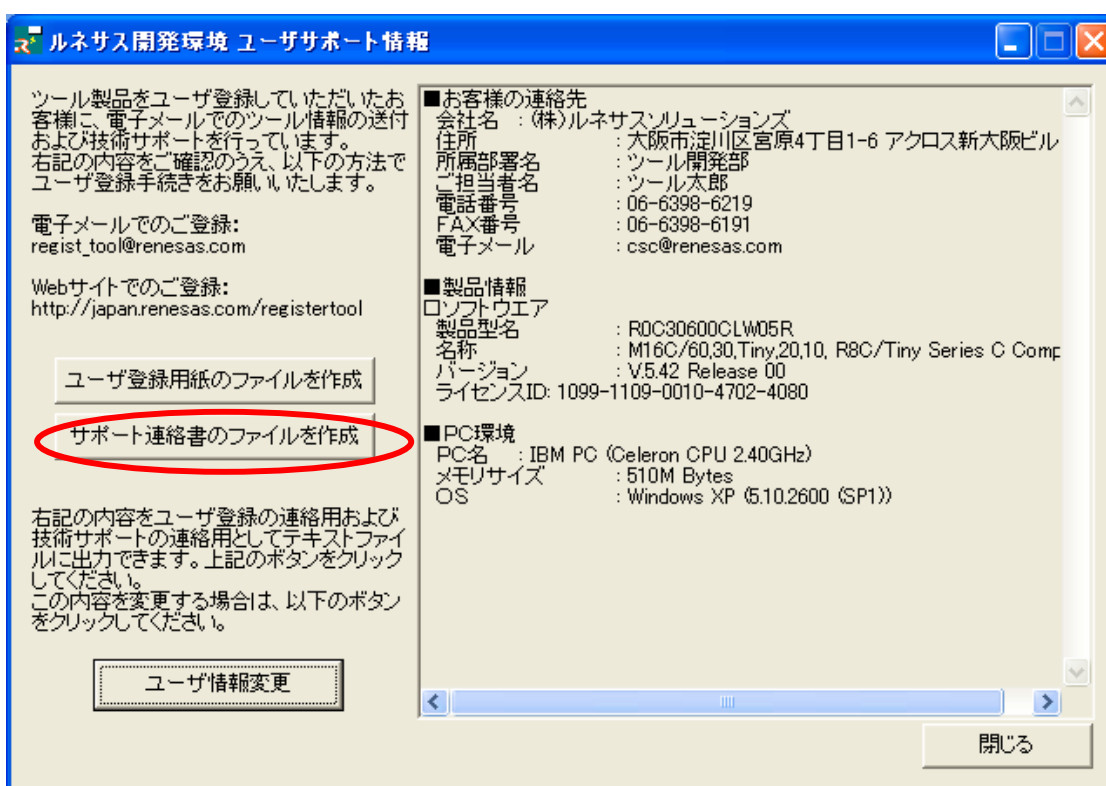 ルネサス開発環境 ユーザサポート情報
ツール製品をユーザ登録していただいたお
客様に、電子メールでのツール情報の送付
および技術サポートを行っています。
右記の内容をご確認のうえ、以下の方法で
ユーザ登録手続きをお願いいたします。
電子メールでのご登録:
regist_tool@renesas.com
Webサイトでのご登録:
http://japan.renesas.com/registertool
ユーザ登録用紙のファイルを作成
サポート連絡書のファイルを作成
右記の内容をユーザ登録の連絡用および
技術サポートの連絡用としてテキストファイ
ルに出力できます。上記のボタンをクリック
してください。
この内容を変更する場合は、以下のボタン
をクリックしてください。
ユーザ情報変更
■お客様の連絡先
会社名 : (株)ルネサスソリューションズ
住所 : 大阪市淀川区宮原4丁目1-6 アクロス新大阪ビル
所属部署名 : ツール開発部
ご担当者名 : ツール太郎
電話番号 : 06-6398-6219
FAX番号 : 06-6398-6191
電子メール : csc@renesas.com
■製品情報
□ソフトウエア
製品型名 : R0C30600CLW05R
名称 : M16C/60,30,Tiny,20,10, R8C/Tiny Series C Comp
バージョン : V.5.42 Release 00
ライセンスID: 1099-1109-0010-4702-4080
■PC環境
PC名 : IBM PC (Celeron CPU 2.40GHz)
メモリサイズ : 510M Bytes
OS : Windows XP (5.10.2600 (SP1))
閉じる